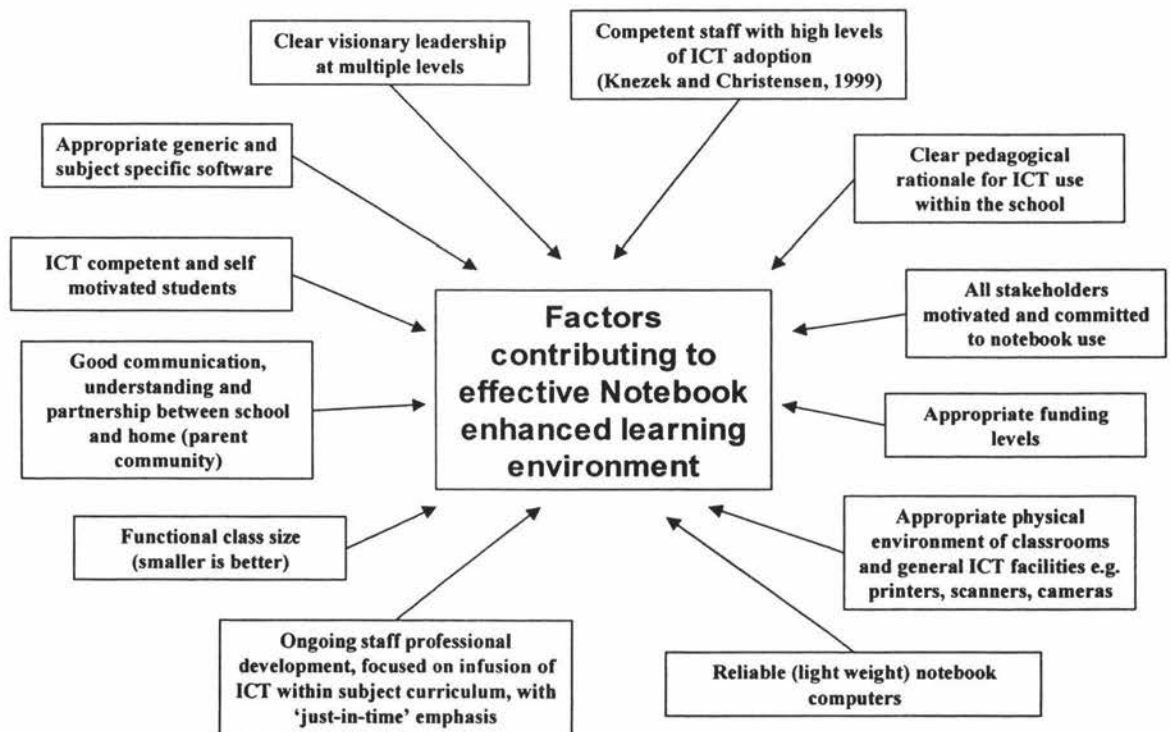 Clear visionary leadership
at multiple levels
Competent staff with high levels
of ICT adoption
(Knezek and Christensen, 1999)
Appropriate generic and
subject specific software
Clear pedagogical
rationale for ICT use
within the school
ICT competent and self
motivated students
All stakeholders
motivated and committed
to notebook use
Factors
contributing to
effective Notebook
enhanced learning
environment
Good communication,
understanding and
partnership between school
and home (parent
community)
Appropriate funding
levels
Functional class size
(smaller is better)
Appropriate physical
environment of classrooms
and general ICT facilities e.g.
printers, scanners, cameras
Ongoing staff professional
development, focused on infusion of
ICT within subject curriculum, with
‘just-in-time’ emphasis
Reliable (light weight) notebook
computers